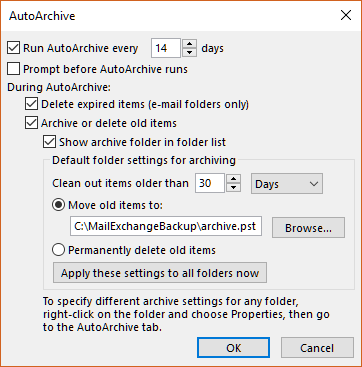 AutoArchive
Run AutoArchive every 14 days
Prompt before AutoArchive runs
During AutoArchive:
Delete expired items (e-mail folders only)
Archive or delete old items
Show archive folder in folder list
Default folder settings for archiving
Clean out items older than 30 Days
Move old items to:
C:\MailExchangeBackup\archive.pst Browse...
Permanently delete old items
Apply these settings to all folders now
To specify different archive settings for any folder,
right-click on the folder and choose Properties, then go
to the AutoArchive tab.
OK Cancel